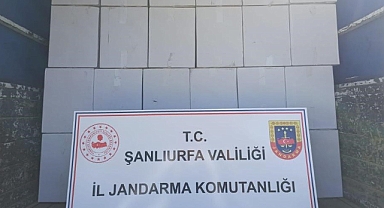 T.C.
ŞANLIURFA VALİLİĞİ
İL JANDARMA KOMUTANLIĞI